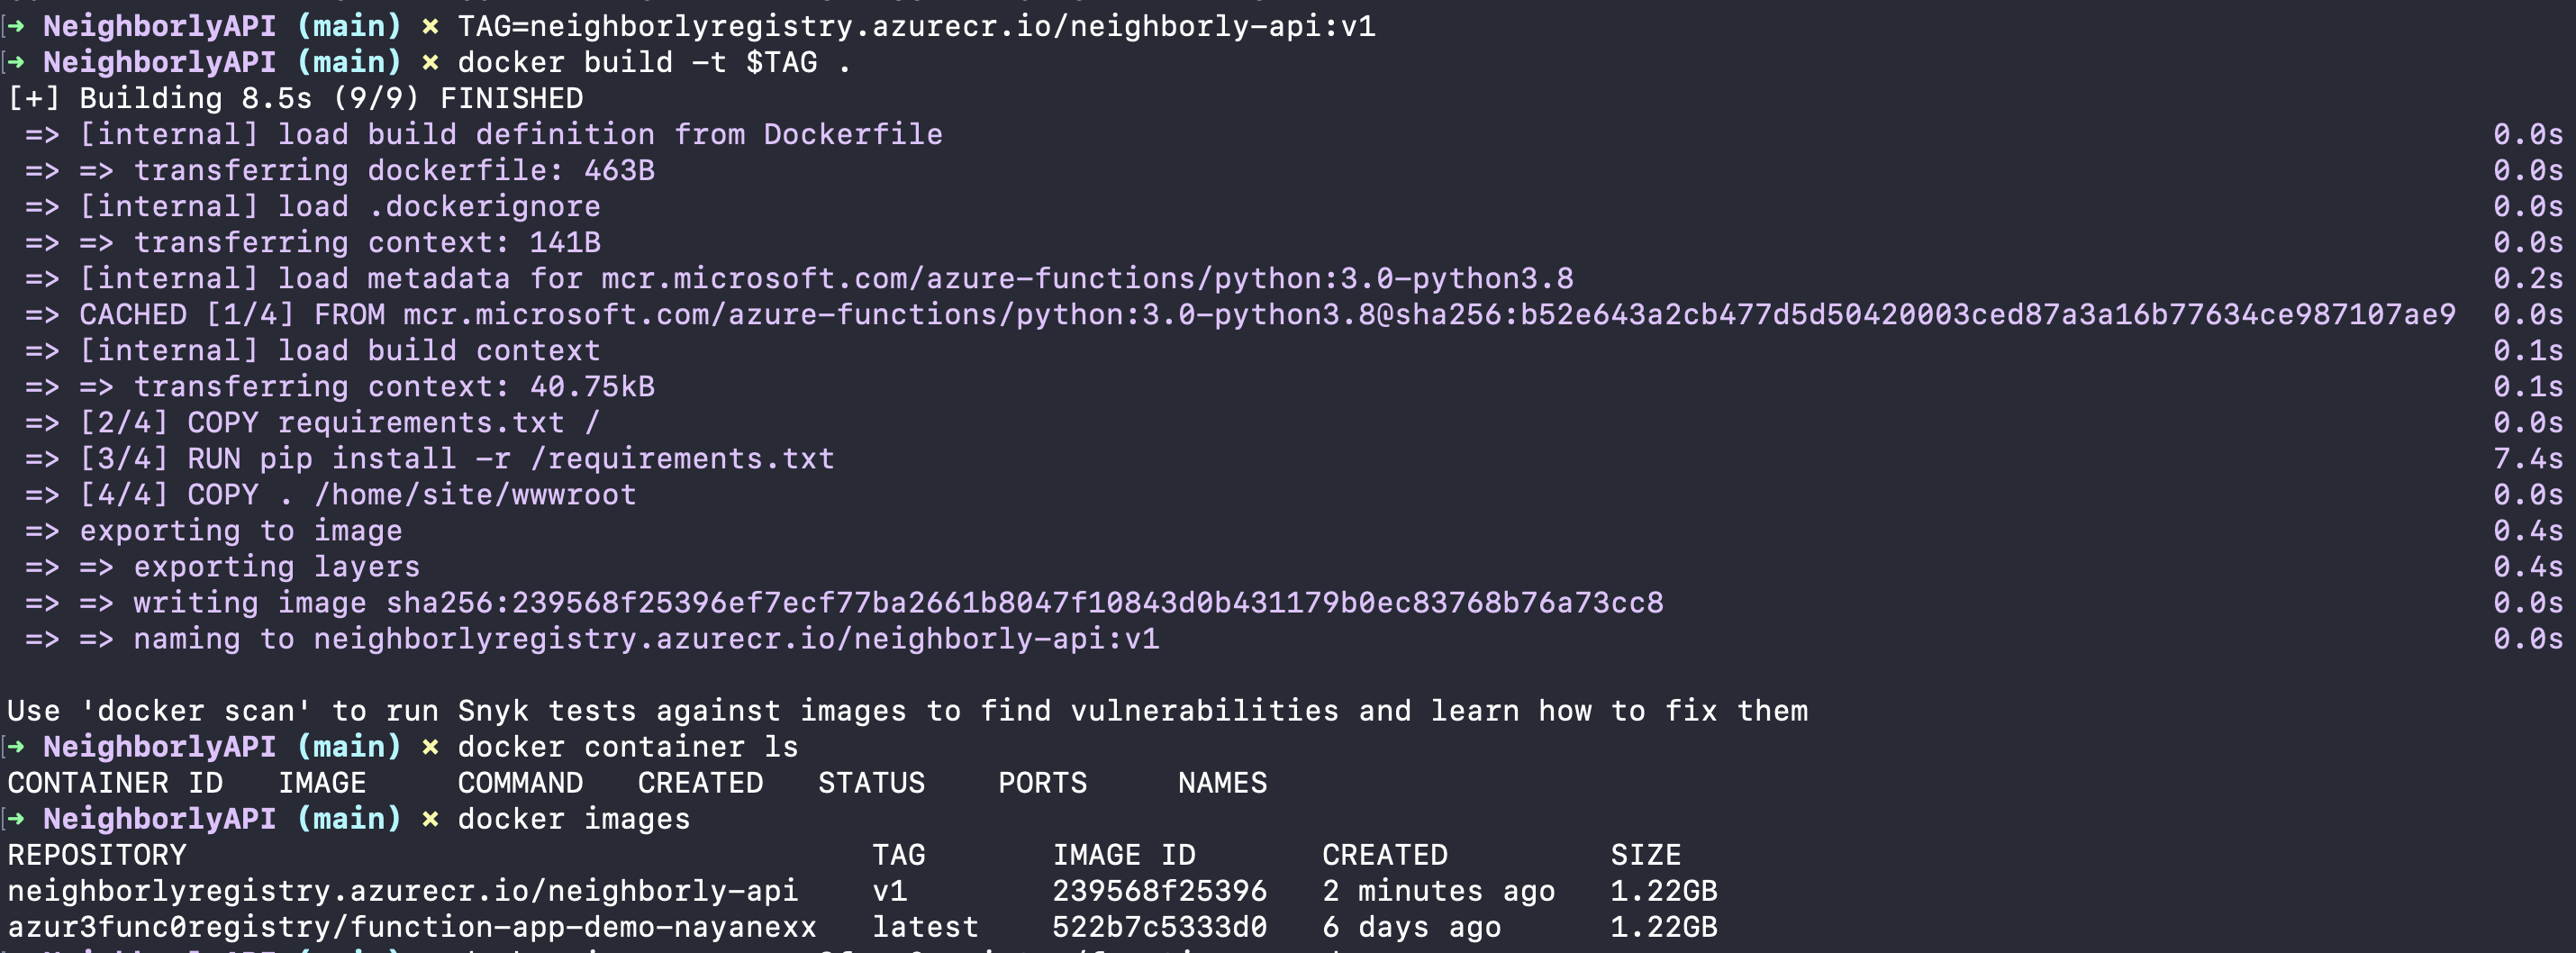 ➜ NeighborlyAPI (main) ✗ TAG=neighborlyregistry.azurecr.io/neighborly-api:v1
➜ NeighborlyAPI (main) ✗ docker build -t $TAG .
[+] Building 8.5s (9/9) FINISHED
=> [internal] load build definition from Dockerfile 0.0s
=> => transferring dockerfile: 463B 0.0s
=> [internal] load .dockerignore 0.0s
=> => transferring context: 141B 0.0s
=> [internal] load metadata for mcr.microsoft.com/azure-functions/python:3.0-python3.8 0.2s
=> CACHED [1/4] FROM mcr.microsoft.com/azure-functions/python:3.0-python3.8@sha256:b52e643a2cb477d5d50420003ced87a3a16b77634ce987107ae9 0.0s
=> [internal] load build context 0.1s
=> => transferring context: 40.75kB 0.1s
=> [2/4] COPY requirements.txt / 0.0s
=> [3/4] RUN pip install -r /requirements.txt 7.4s
=> [4/4] COPY . /home/site/wwwroot 0.0s
=> exporting to image 0.4s
=> => exporting layers 0.4s
=> => writing image sha256:239568f25396ef7ecf77ba2661b8047f10843d0b431179b0ec83768b76a73cc8 0.0s
=> => naming to neighborlyregistry.azurecr.io/neighborly-api:v1 0.0s
Use 'docker scan' to run Snyk tests against images to find vulnerabilities and learn how to fix them
➜ NeighborlyAPI (main) ✗ docker container ls
CONTAINER ID IMAGE COMMAND CREATED STATUS PORTS NAMES
➜ NeighborlyAPI (main) ✗ docker images
REPOSITORY TAG IMAGE ID CREATED SIZE
neighborlyregistry.azurecr.io/neighborly-api v1 239568f25396 2 minutes ago 1.22GB
azur3func0registry/function-app-demo-nayanexx latest 522b7c5333d0 6 days ago 1.22GB